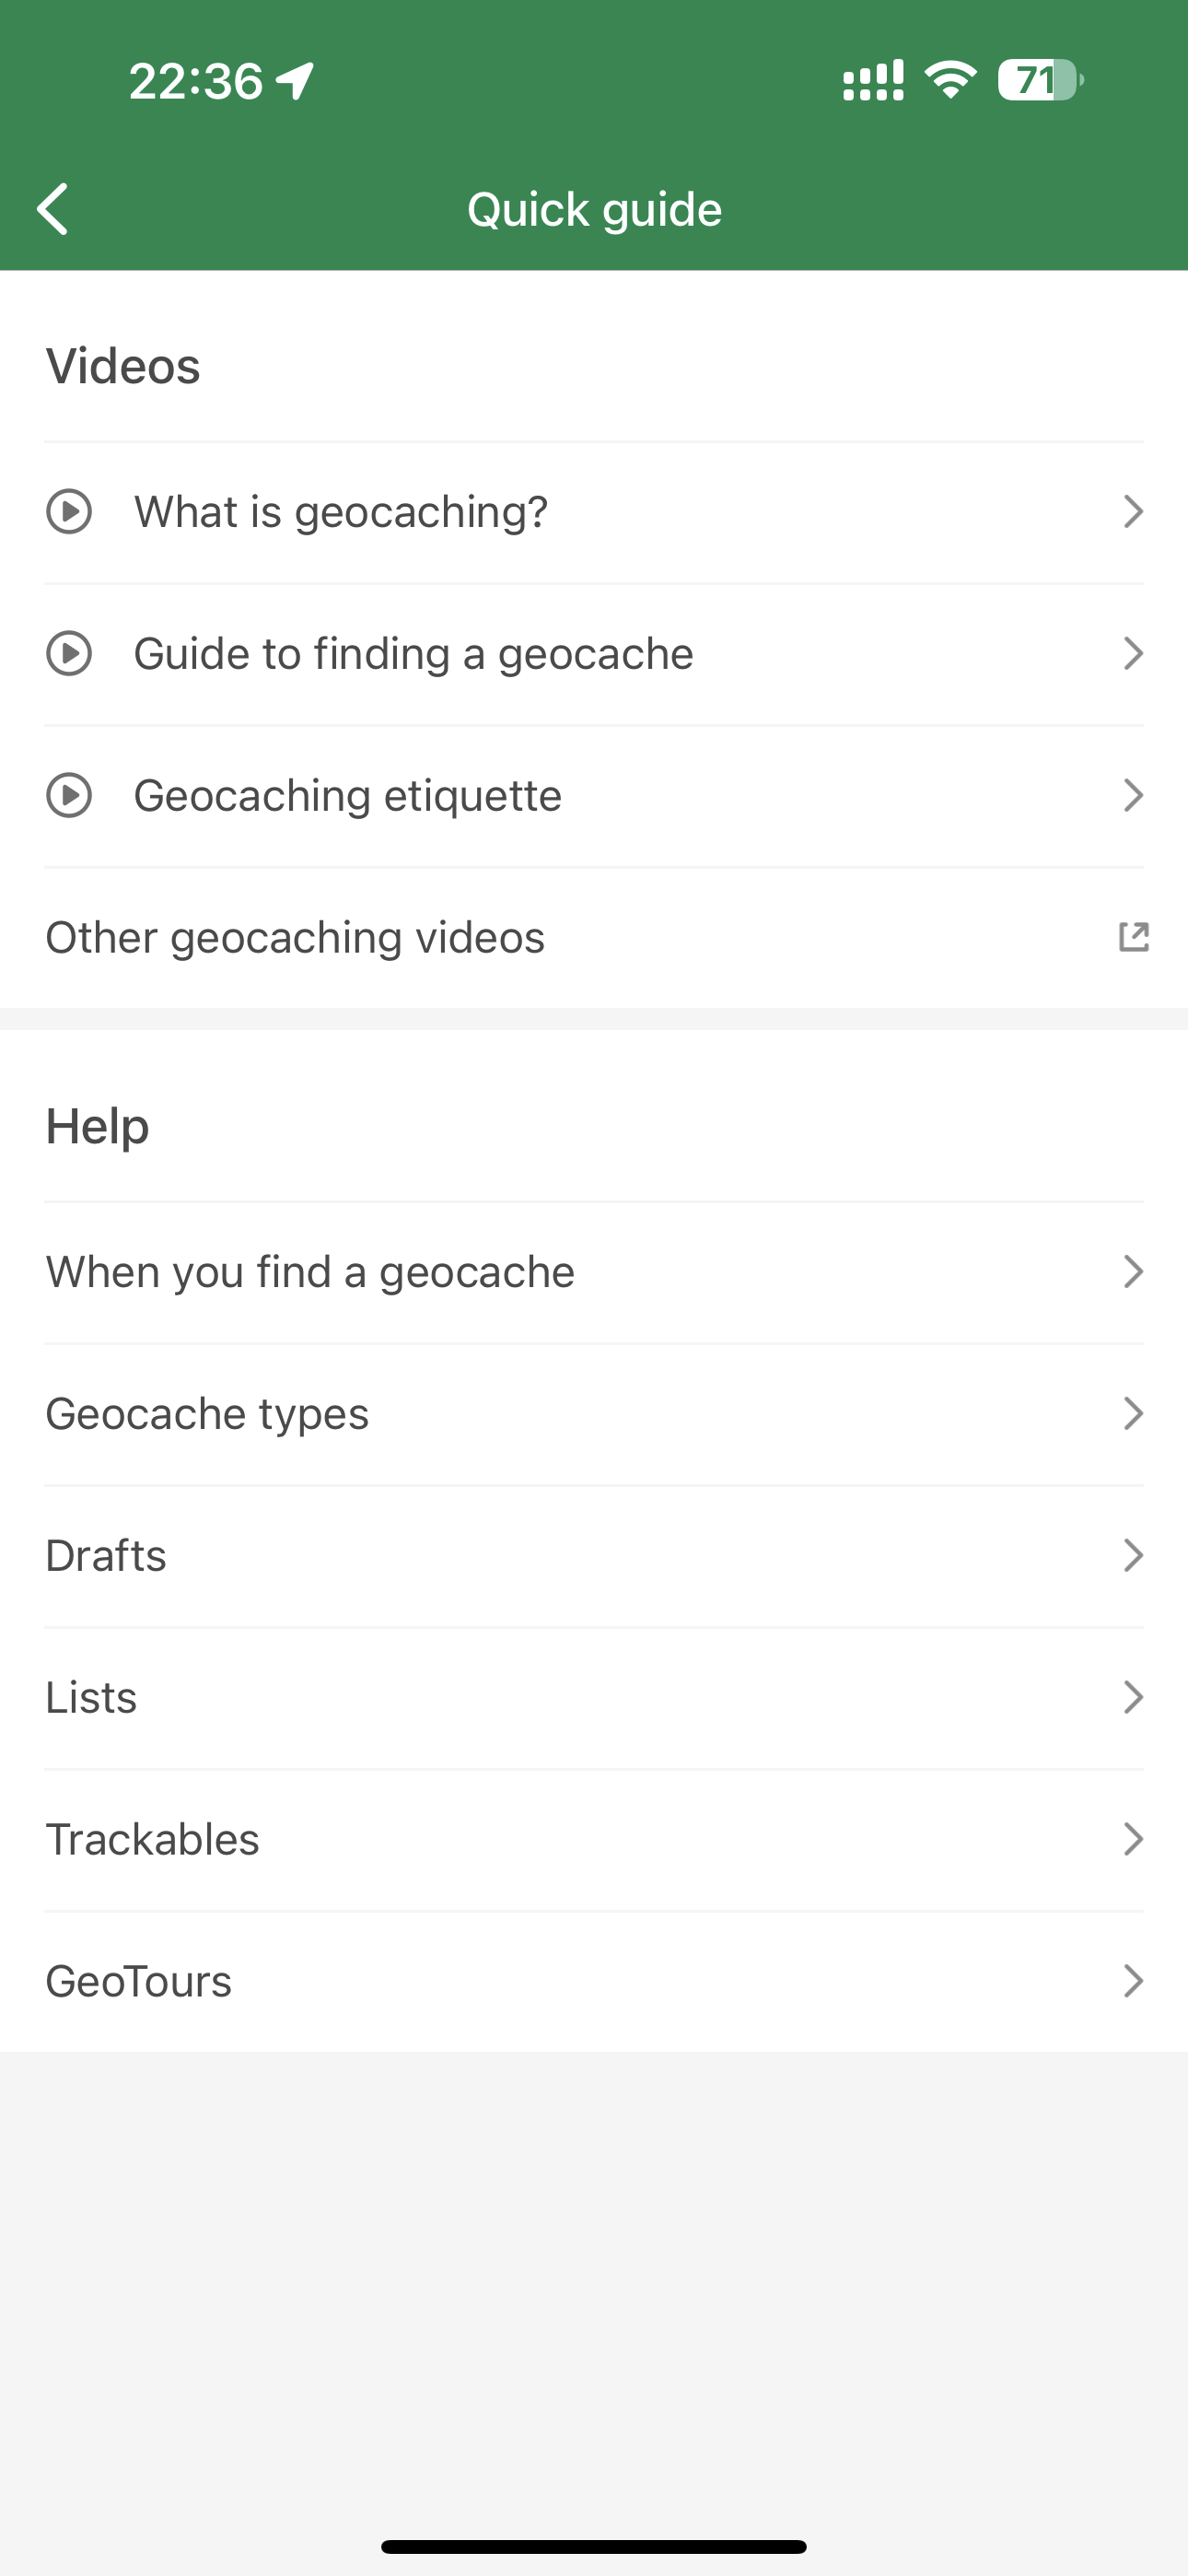 22:36
71
Quick guide
Videos
What is geocaching?
Guide to finding a geocache
Geocaching etiquette
Other geocaching videos
Help
When you find a geocache
Geocache types
Drafts
Lists
Trackables
GeoTours